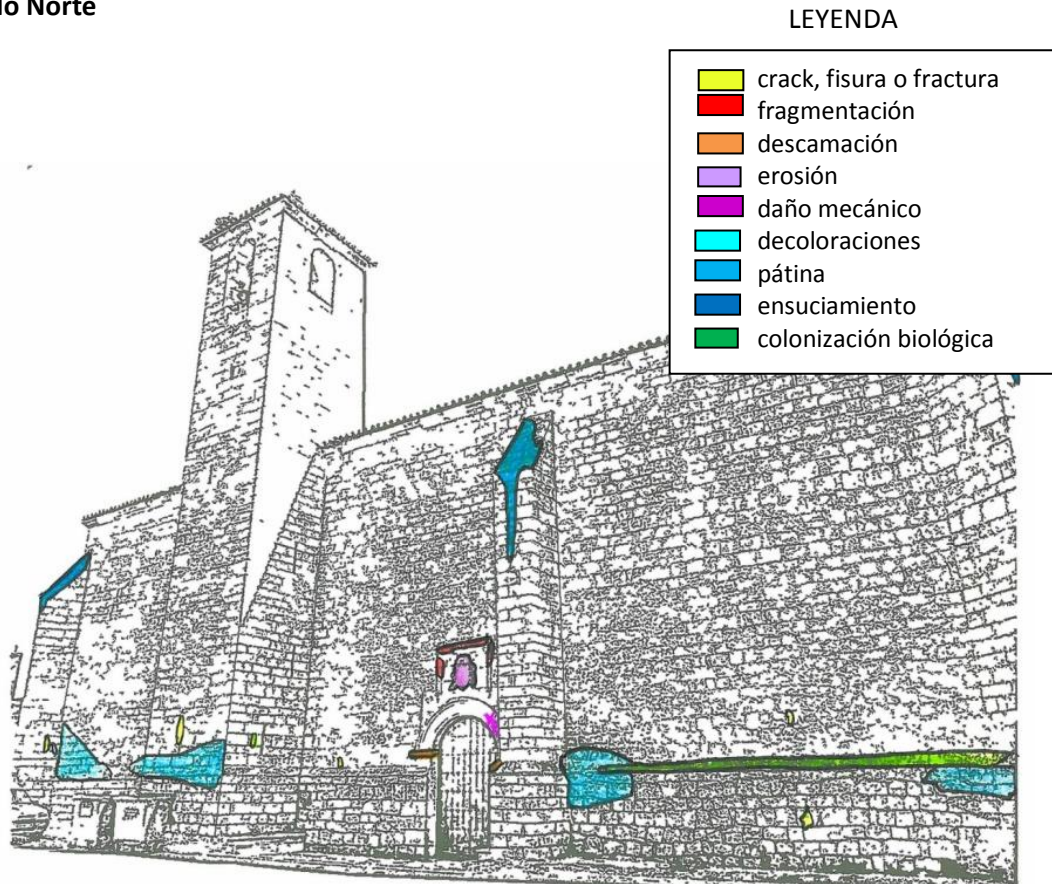 lo Norte
LEYENDA
crack, fisura o fractura
fragmentación
descamación
erosión
daño mecánico
decoloraciones
pátina
ensuciamiento
colonización biológica